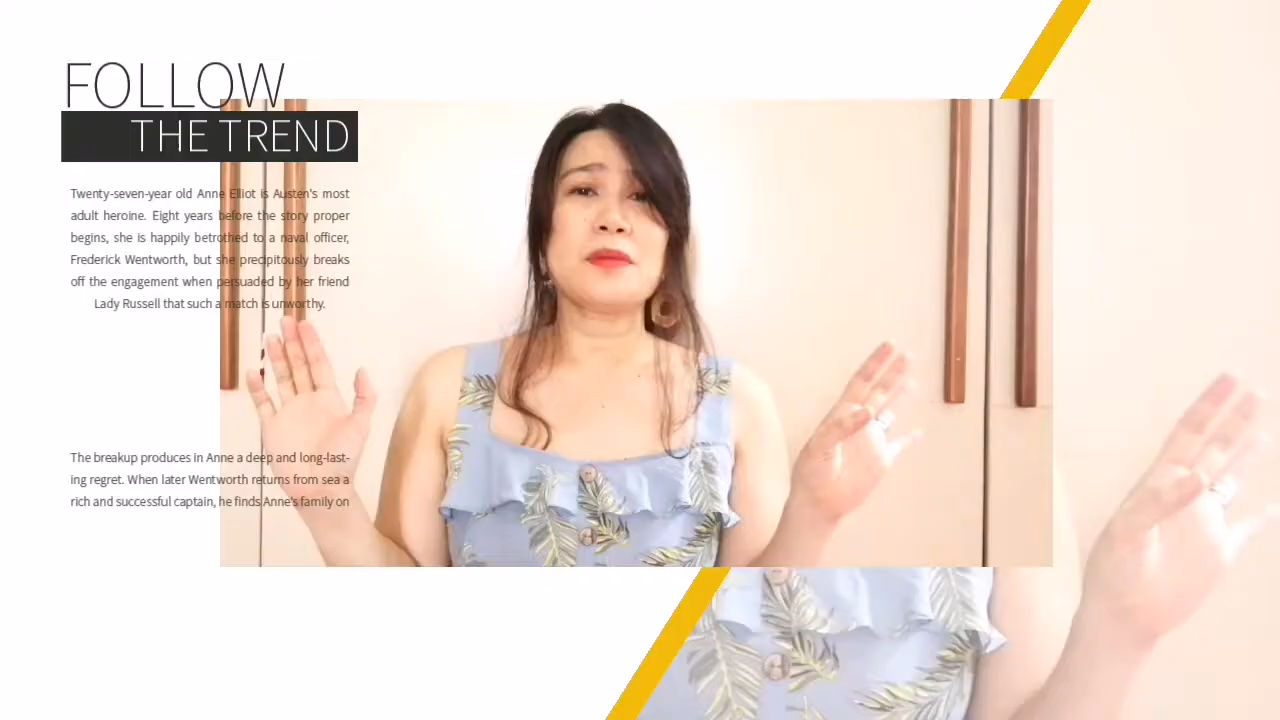 FOLLOW
THE TREND
Twenty-seven-year old Anne Elliot is Austen's most
adult heroine. Eight years before the story proper
begins, she is happily betrothed to a naval officer,
Frederick Wentworth, but she precipitously breaks
off the engagement when persuaded by her friend
Lady Russell that such a match is unworthy.
The breakup produces in Anne a deep and long-last-
ing regret. When later Wentworth returns from sea a
rich and successful captain, he finds Anne's family on